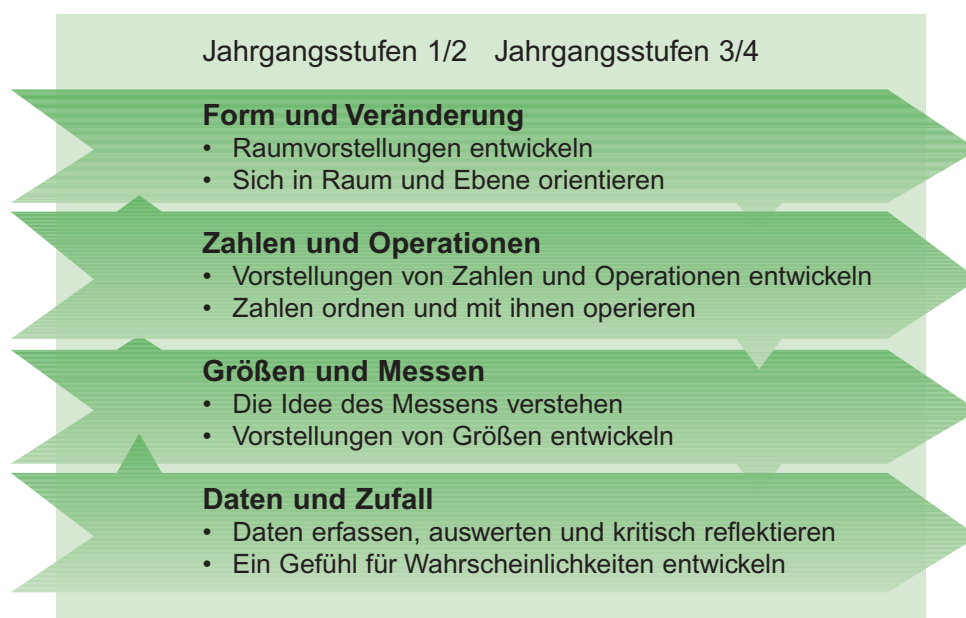 Jahrgangsstufen 1/2 Jahrgangsstufen 3/4
Form und Veränderung
• Raumvorstellungen entwickeln
• Sich in Raum und Ebene orientieren
Zahlen und Operationen
• Vorstellungen von Zahlen und Operationen entwickeln
• Zahlen ordnen und mit ihnen operieren
Größen und Messen
• Die Idee des Messens verstehen
• Vorstellungen von Größen entwickeln
Daten und Zufall
• Daten erfassen, auswerten und kritisch reflektieren
• Ein Gefühl für Wahrscheinlichkeiten entwickeln